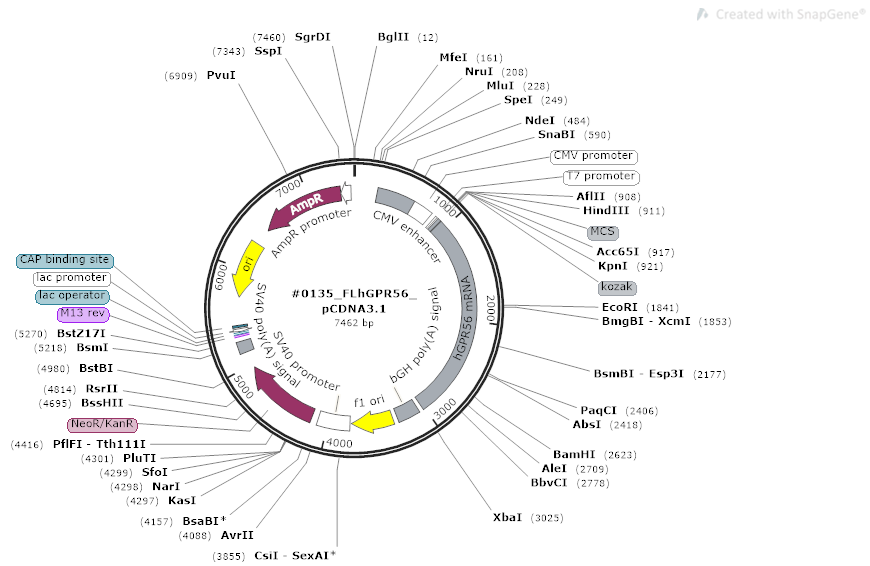 Created with SnapGene®
(7460) SgrDI
BglII (12)
(7343) SspI
MfeI (161)
(6909) PvuI
NruI (208)
MluI (228)
SpeI (249)
NdeI (484)
SnaBI (590)
CMV promoter
T7 promoter
AflII (908)
HindIII (911)
MCS
Acc65I (917)
KpnI (921)
kozak
EcoRI (1841)
BmgBI - XcmI (1853)
BsmBI - Esp3I (2177)
PaqCI (2406)
AbsI (2418)
BamHI (2623)
AleI (2709)
BbvCI (2778)
XbaI (3025)
CAP binding site
lac promoter
lac operator
M13 rev
(5270) BstZ17I
(5218) BsmI
(4980) BstBI
(4814) RsrII
(4695) BssHII
NeoR/KanR
(4416) PflFI - Tth111I
(4301) PluTI
(4299) SfoI
(4298) NarI
(4297) KasI
(4157) BsaBI*
(4088) AvrII
(3855) CsiI - SexAI*
1000
2000
3000
4000
5000
6000
7000
AmpR
AmpR promoter
CMV enhancer
ori
hGPR56 mRNA
bGH poly(A) signal
f1 ori
SV40 promoter
SV40 poly(A) signal
#0135_FLhGPR56_
pCDNA3.1
7462 bp